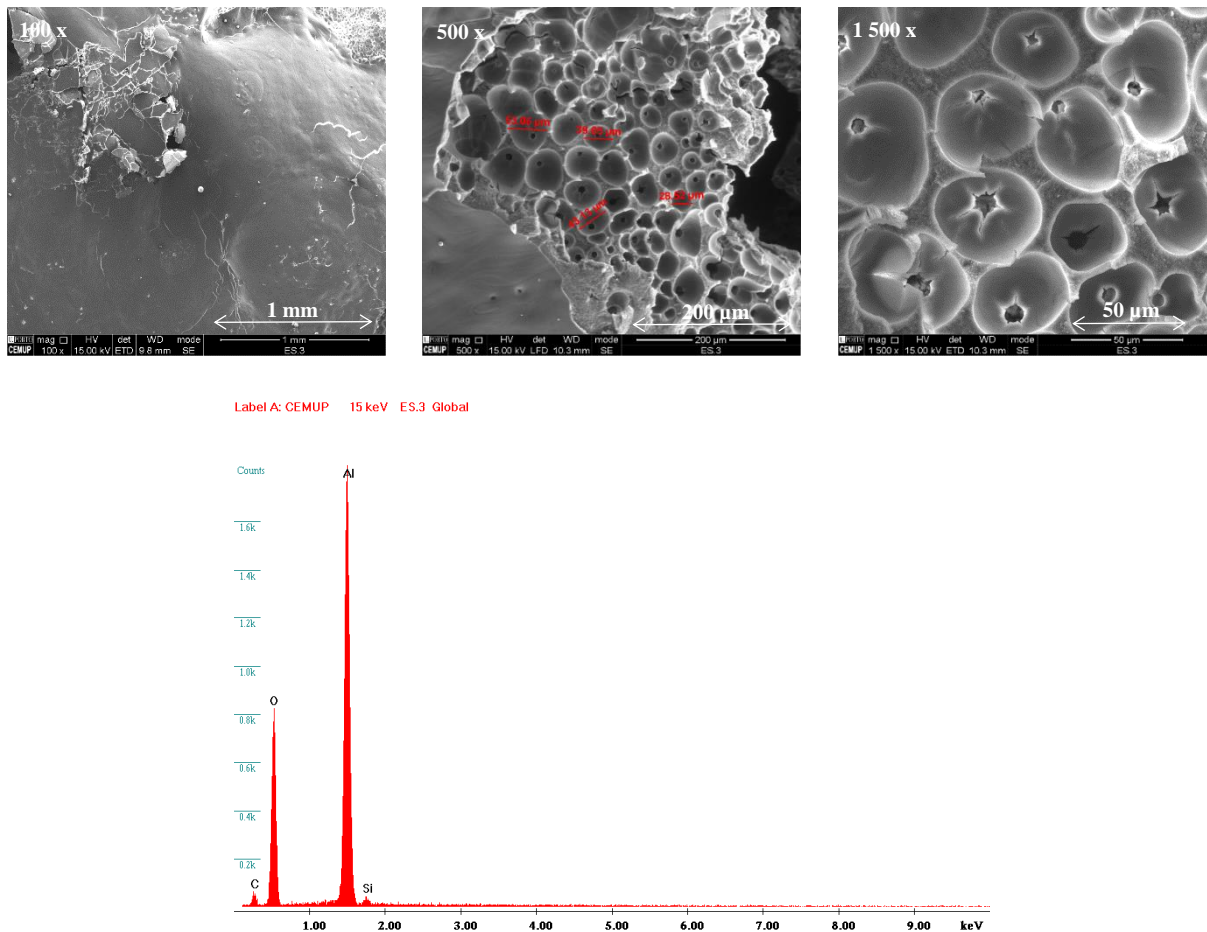 100 x
1 mm
mag HV det WD mode
CEMUP 100 x 15.00 kV ETD 9.8 mm SE
1 mm
ES.3
500 x
28.
200 µm
mag HV det WD mode
CEMUP 500 x 15.00 kV LFD 10.3 mm SE
200 µm
ES.3
1 500 x
50 µm
mag HV det WD mode
CEMUP 1 500 x 15.00 kV ETD 10.3 mm SE
50 µm
ES.3
Label A: CEMUP 15 keV ES.3 Global
Counts
Al
1.6k
1.4k
1.2k
1.0k
O
0.8k
0.6k
0.4k
0.2k
C
Si
1.00 2.00 3.00 4.00 5.00 6.00 7.00 8.00 9.00 keV